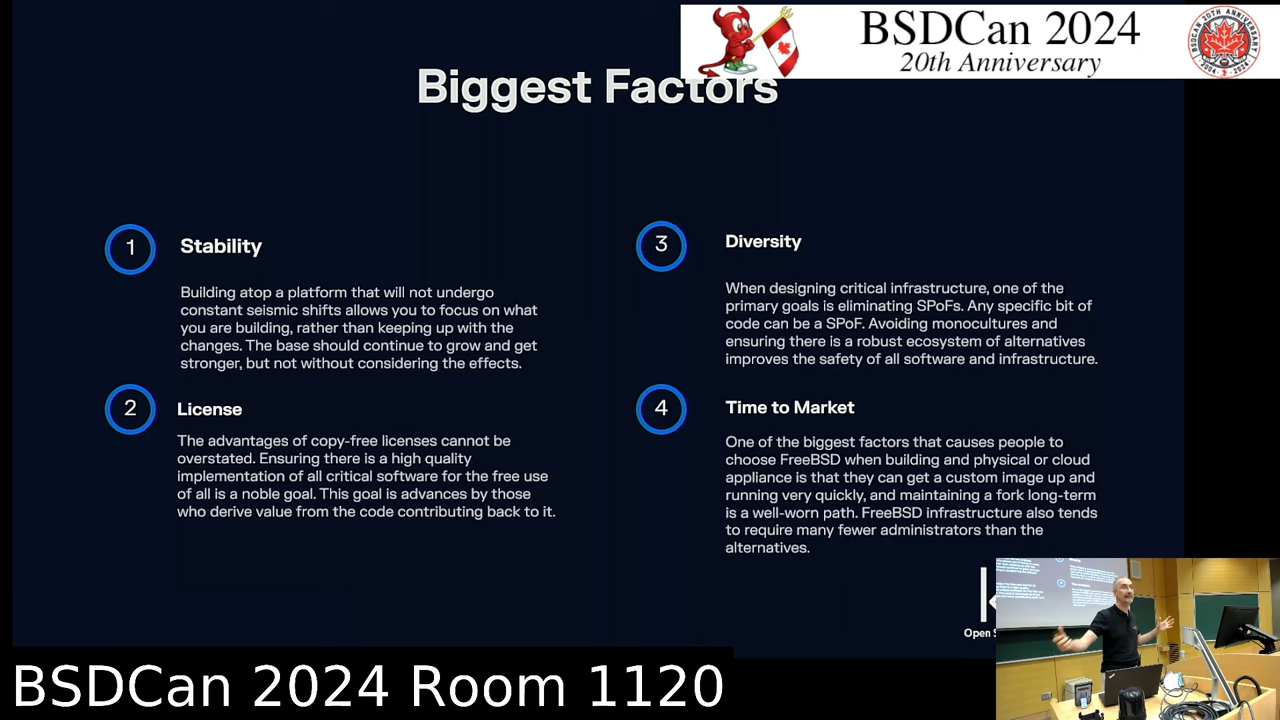 BSDCan 2024
20th Anniversary
Biggest Factors
1
Stability
Building atop a platform that will not undergo
constant seismic shifts allows you to focus on what
you are building, rather than keeping up with the
changes. The base should continue to grow and get
stronger, but not without considering the effects.
2
License
The advantages of copy-free licenses cannot be
overstated. Ensuring there is a high quality
implementation of all critical software for the free use
of all is a noble goal. This goal is advances by those
who derive value from the code contributing back to it.
3
Diversity
When designing critical infrastructure, one of the
primary goals is eliminating SPoFs. Any specific bit of
code can be a SPoF. Avoiding monocultures and
ensuring there is a robust ecosystem of alternatives
improves the safety of all software and infrastructure.
4
Time to Market
One of the biggest factors that causes people to
choose FreeBSD when building and physical or cloud
appliance is that they can get a custom image up and
running very quickly, and maintaining a fork long-term
is a well-worn path. FreeBSD infrastructure also tends
to require many fewer administrators than the
alternatives.
Open
BSDCan 2024 Room 1120